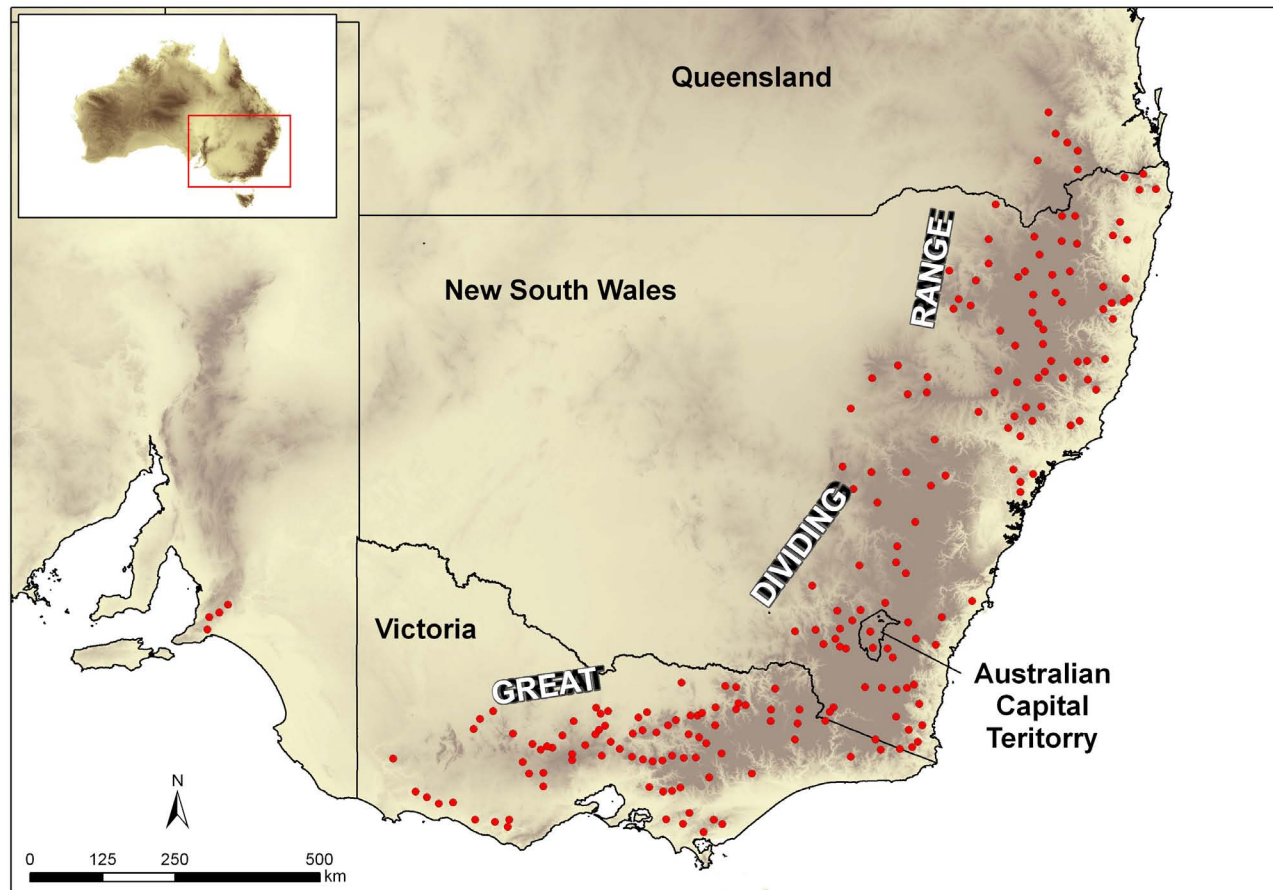 Queensland
New South Wales
RANGE
DIVIDING
Victoria
GREAT
Australian
Capital
Teritorry
N
0 125 250 500
km